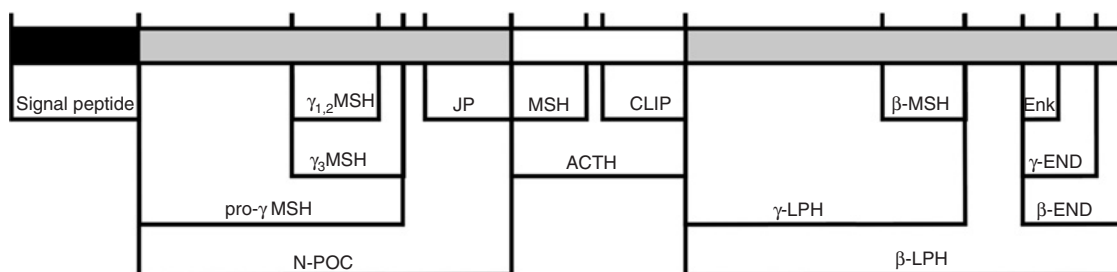 Signal peptide
γ1,2MSH
JP
MSH
CLIP
β-MSH
Enk
γ3MSH
ACTH
γ-END
pro-γ MSH
γ-LPH
β-END
N-POC
β-LPH